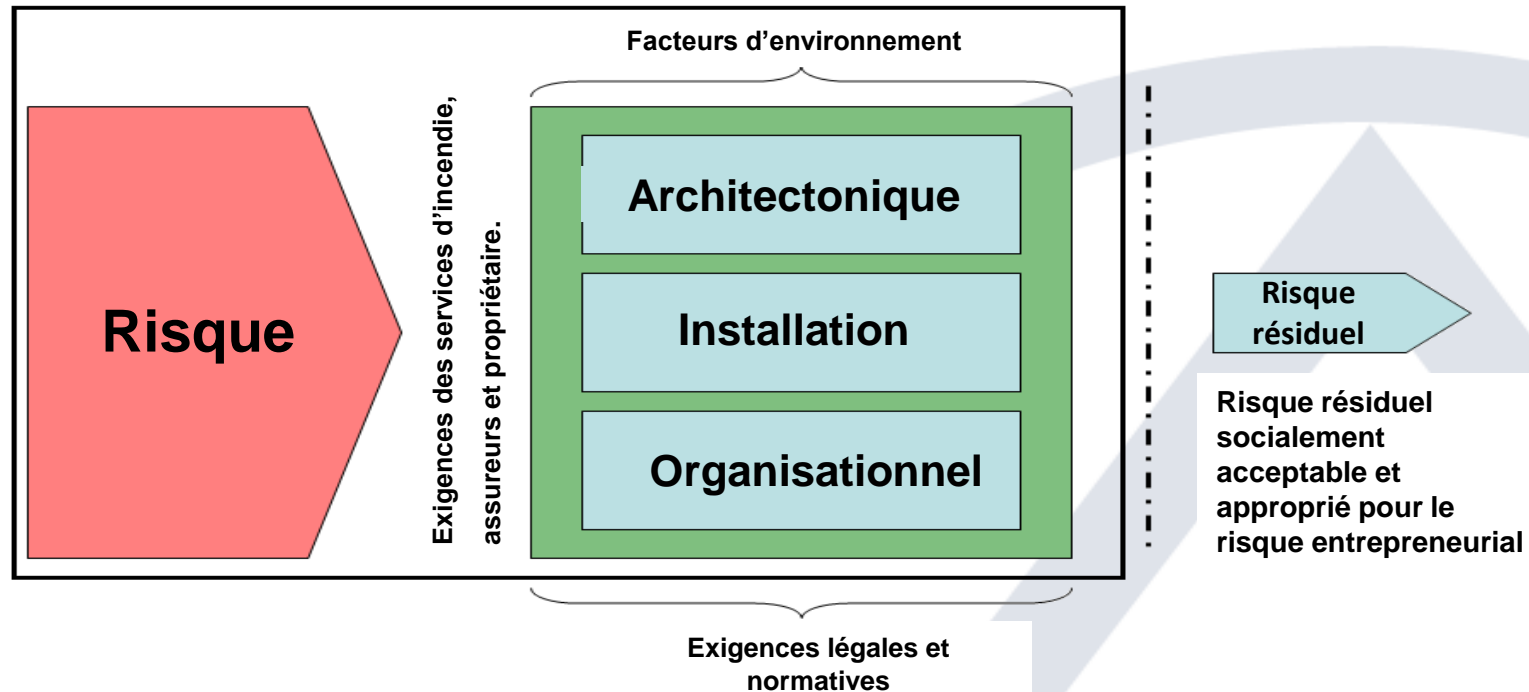 Facteurs d’environnement
Risque
Exigences des services d’incendie,
assureurs et propriétaire.
Architectonique
Installation
Organisationnel
Risque
résiduel
Risque résiduel
socialement
acceptable et
approprié pour le
risque entrepreneurial
Exigences légales et
normatives